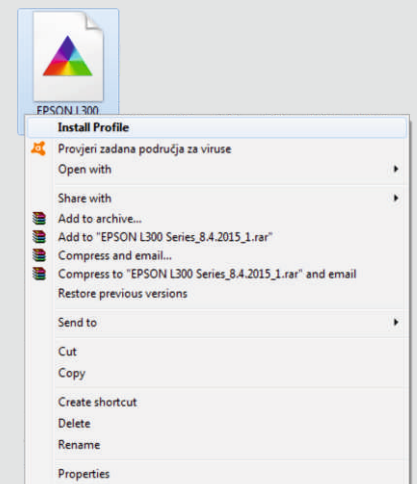 EPSON L300
Install Profile
Provjeri zadana područja za viruse
Open with
Share with
Add to archive...
Add to "EPSON L300 Series_8.4.2015_1.rar"
Compress and email...
Compress to "EPSON L300 Series_8.4.2015_1.rar" and email
Restore previous versions
Send to
Cut
Copy
Create shortcut
Delete
Rename
Properties